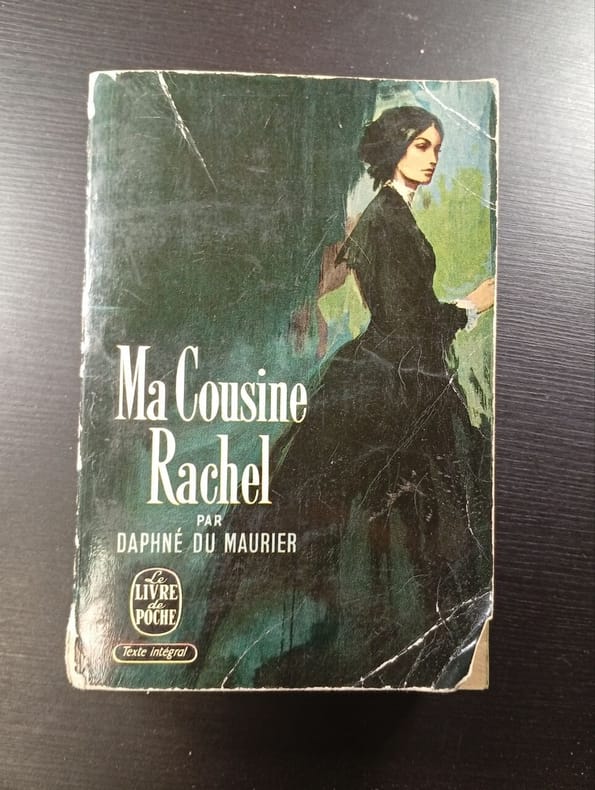 Ma Cousine
Rachel
PAR
DAPHNÉ DU MAURIER
Le
LIVRE
de
POCHE
Texte intégral